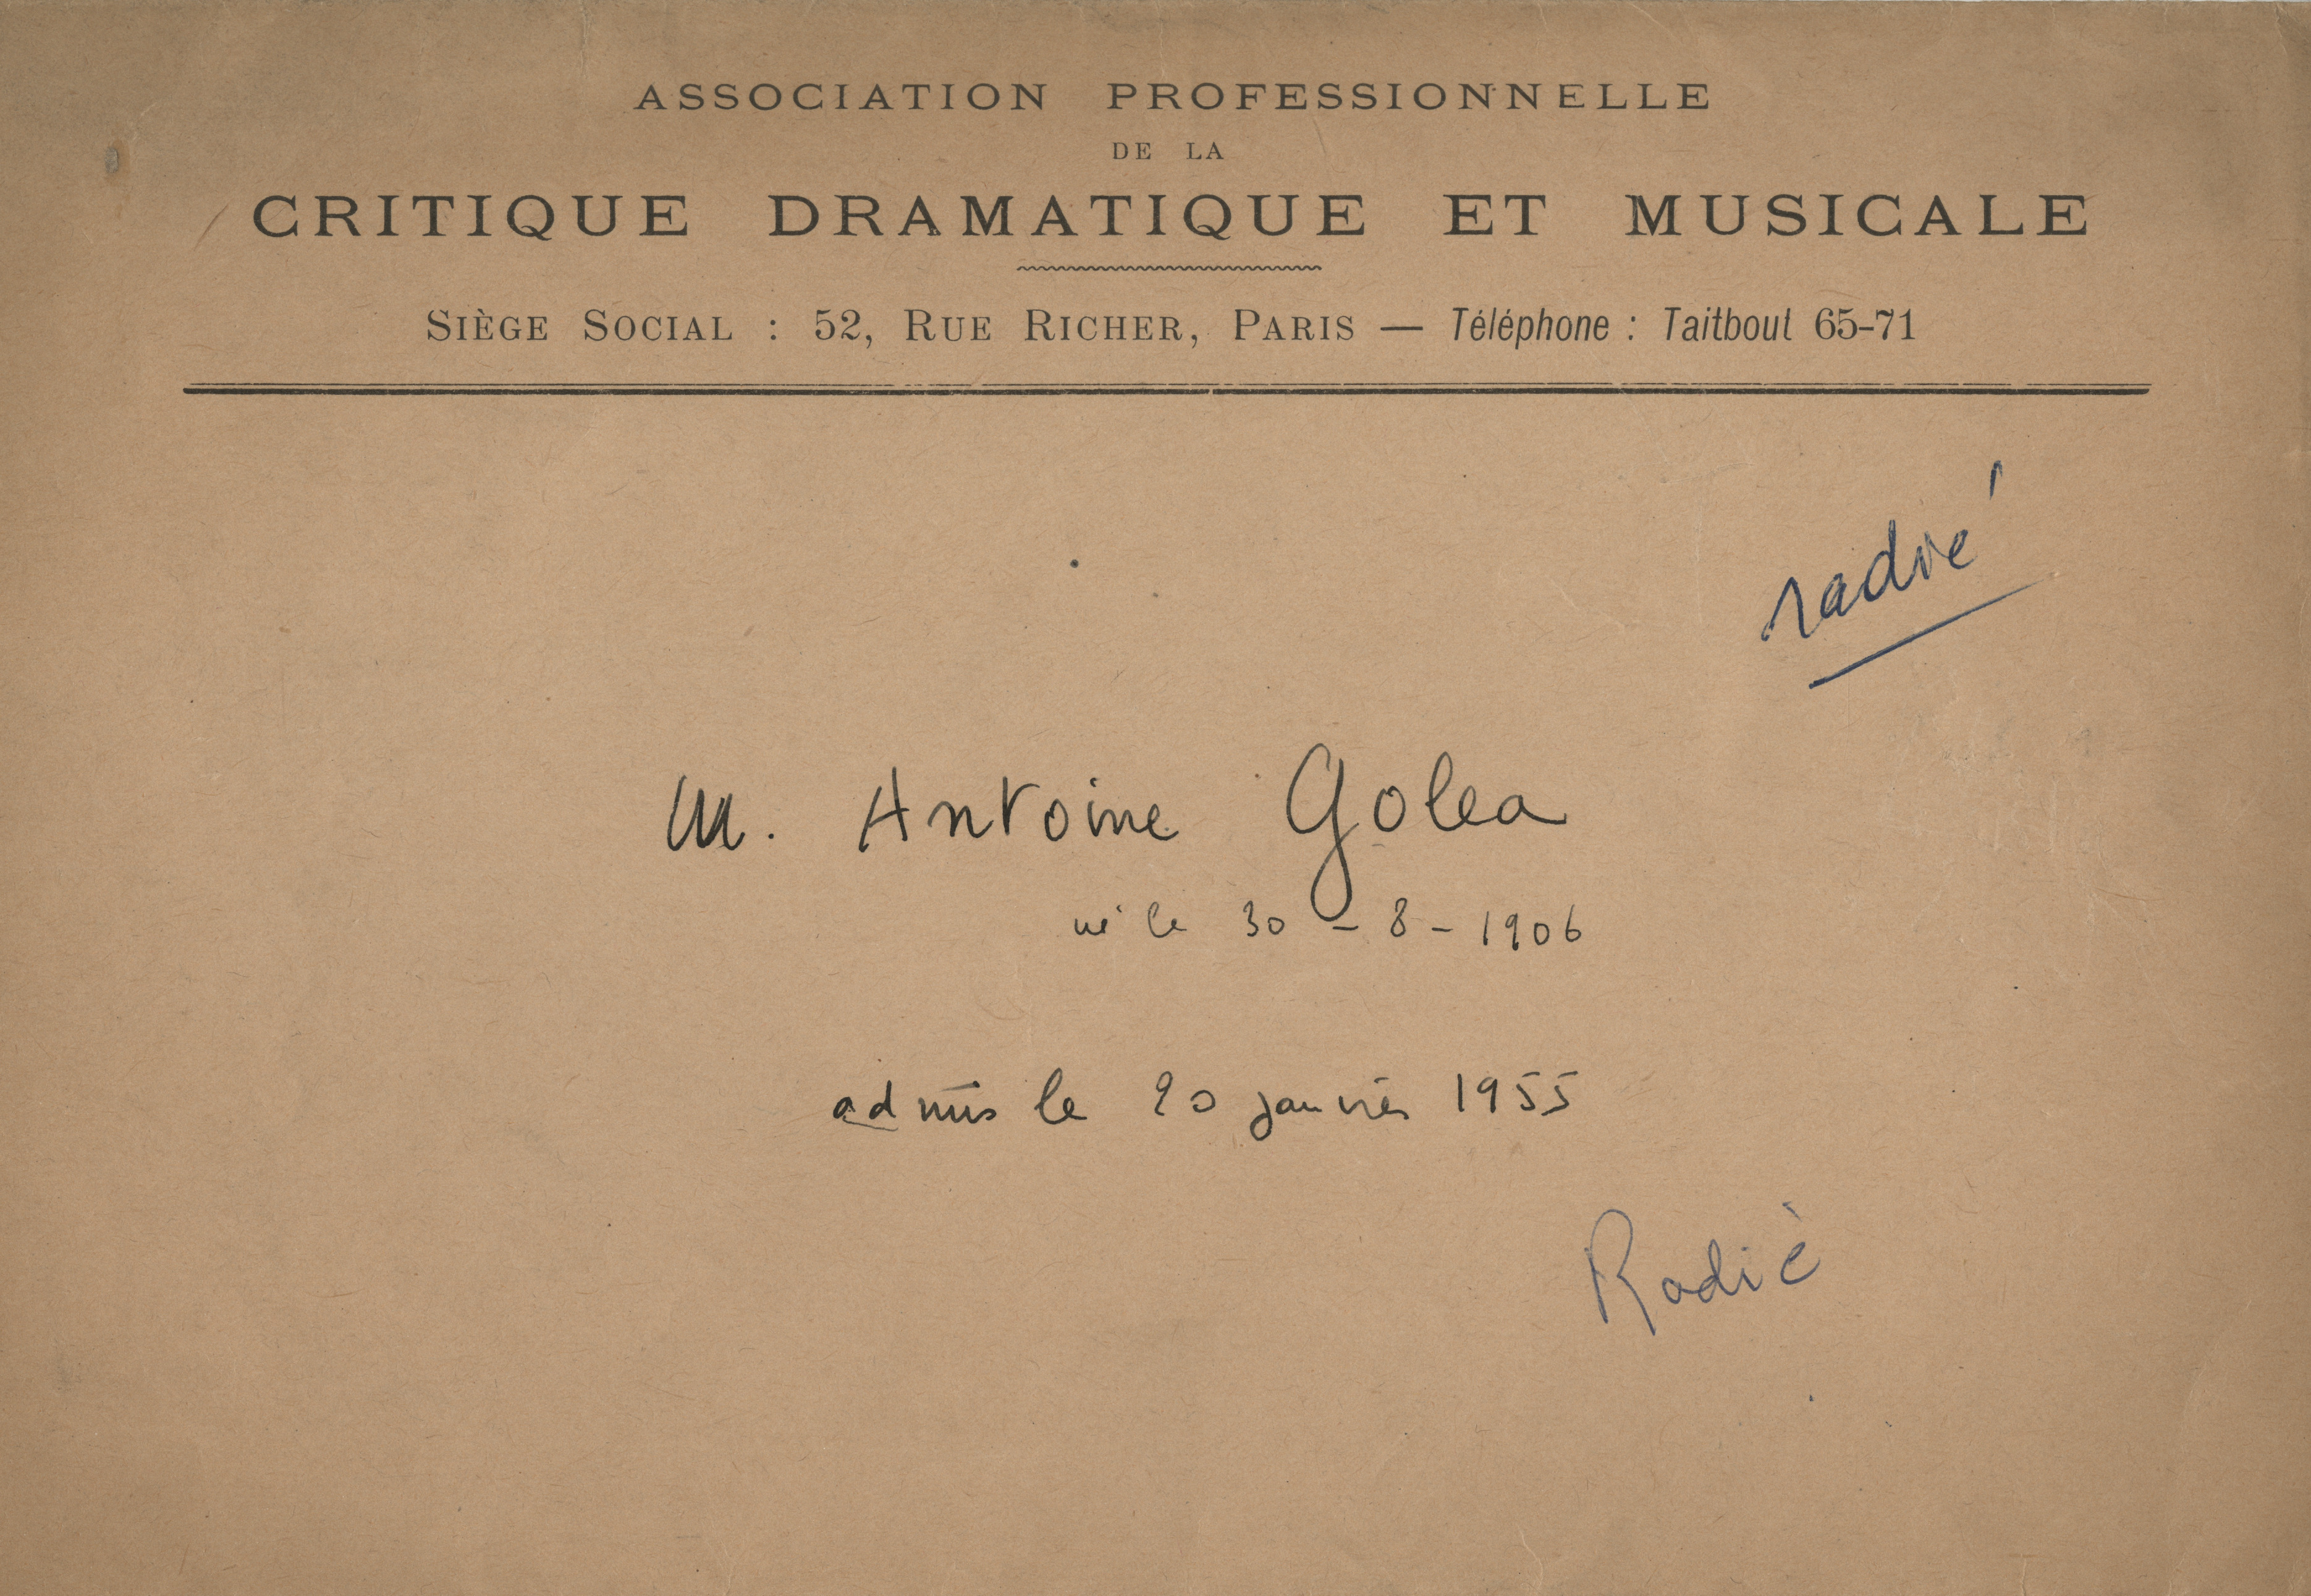 ASSOCIATION PROFESSIONNELLE
DE LA
CRITIQUE DRAMATIQUE ET MUSICALE
SIÈGE SOCIAL : 52, RUE RICHER, PARIS — Téléphone : Taitbout 65-71
radié
M. Antoine Golea
né le 30 - 8 - 1906
admis le 20 janvier 1955
Radié